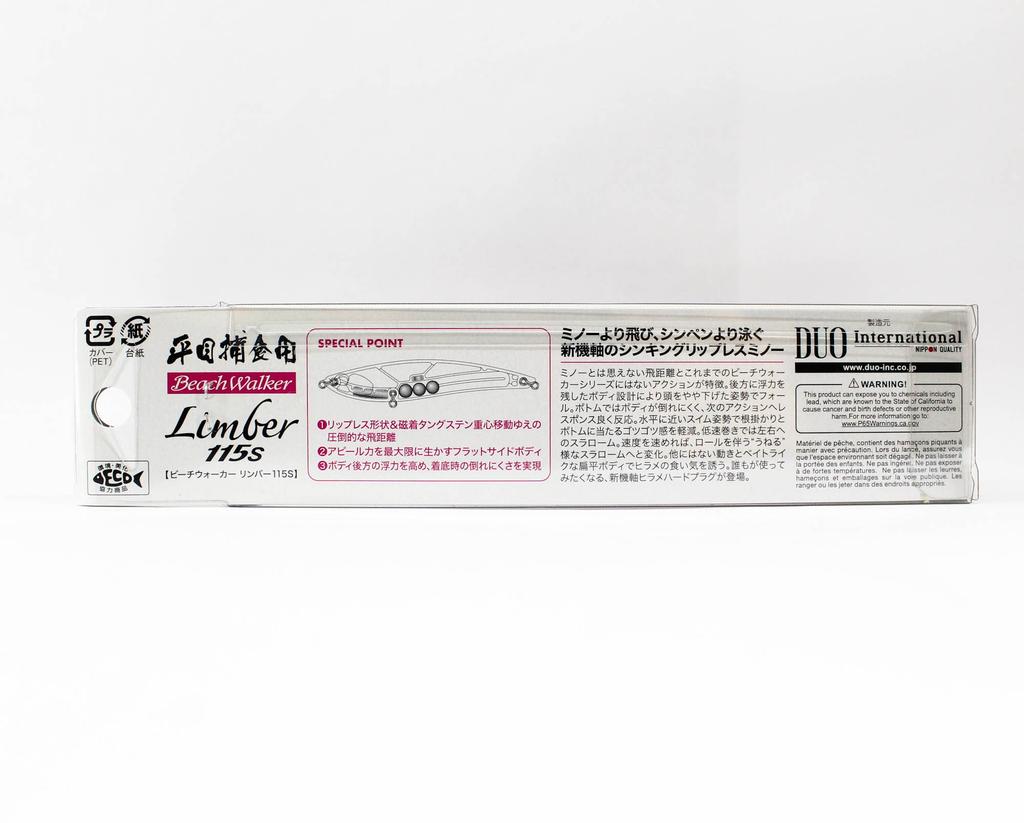 プラ
紙
カバー
(PET)
台紙
環境・美化
ECO
協力商品
平目捕食用
Beach Walker
Limber
115S
【ビーチウォーカー リンバー115S】
SPECIAL POINT
❶リップレス形状&磁着タングステン重心移動ゆえの
圧倒的な飛距離
❷アピール力を最大限に生かすフラットサイドボディ
❸ボディ後方の浮力を高め、着底時の倒れにくさを実現
ミノーより飛び、シンペンより泳ぐ
新機軸のシンキングリップレスミノー
ミノーとは思えない飛距離とこれまでのビーチウォー
カーシリーズにはないアクションが特徴。後方に浮力を
残したボディ設計により頭をやや下げた姿勢でフォ
ール。ボトムではボディが倒れにくく、次のアクションへレ
スポンス良く反応。水平に近いスイム姿勢で根掛かりと
ボトムに当たるゴツゴツ感を軽減。低速巻きでは左右へ
のスラローム。速度を速めれば、ロールを伴う"うねる"
様なスラロームへと変化。他にはない動きとベイトライ
クな扁平ボディでヒラメの食い気を誘う。誰もが使って
みたくなる、新機軸ヒラメハードプラグが登場。
製造元
DUO International
NIPPON QUALITY
www.duo-inc.co.jp
⚠WARNING!
This product can expose you to chemicals including
lead, which are known to the State of California to
cause cancer and birth defects or other reproductive
harm.For more information go to:
www.P65Warnings.ca.gov
Matériel de pêche, contient des hameçons piquants à
manier avec précaution. Lors du lancé, assurez vous
que l'espace environnant soit dégagé. Ne pas laisser à
la portée des enfants. Ne pas ingérer. Ne pas exposer
à de fortes températures. Ne pas laisser les leurres,
hameçons et emballages sur la voie publique. Les
ranger ou les jeter dans des endroits appropriés.